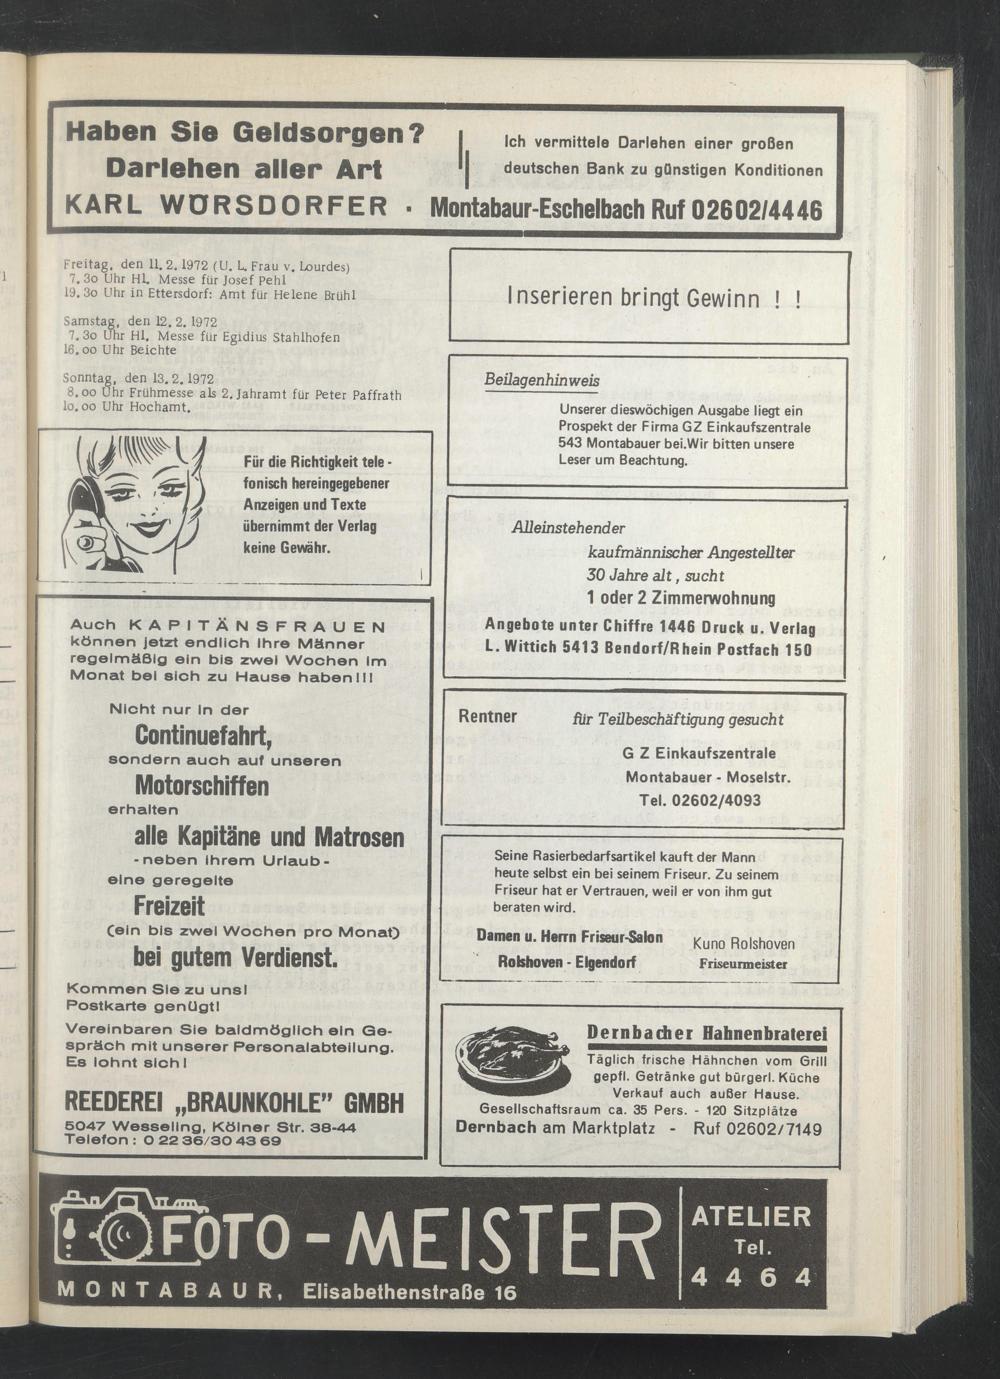 Haben Sie Geldsorgen?
Darlehen aller Art
Ich vermittele Darlehen einer großen
deutschen Bank zu günstigen Konditionen
KARL WÖRSDORFER · Montabaur-Eschelbach Ruf 02602/4446
Freitag, den 11. 2. 1972 (U. L. Frau v. Lourdes)
7. 3o Uhr Hl. Messe für Josef Pehl
19. 3o Uhr in Ettersdorf: Amt für Helene Brühl
Samstag, den 12. 2. 1972
7. 3o Uhr Hl. Messe für Egidius Stahlhofen
16. oo Uhr Beichte
Sonntag, den 13. 2. 1972
8. oo Uhr Frühmesse als 2. Jahramt für Peter Paffrath
lo. oo Uhr Hochamt.
Für die Richtigkeit tele -
fonisch hereingegebener
Anzeigen und Texte
übernimmt der Verlag
keine Gewähr.
Auch KAPITÄNSFRAUEN
können jetzt endlich ihre Männer
regelmäßig ein bis zwei Wochen im
Monat bei sich zu Hause haben!!!
Nicht nur in der
Continuefahrt,
sondern auch auf unseren
Motorschiffen
erhalten
alle Kapitäne und Matrosen
- neben ihrem Urlaub -
eine geregelte
Freizeit
(ein bis zwei Wochen pro Monat)
bei gutem Verdienst.
Kommen Sie zu uns!
Postkarte genügt!
Vereinbaren Sie baldmöglich ein Ge-
spräch mit unserer Personalabteilung.
Es lohnt sich!
REEDEREI „BRAUNKOHLE” GMBH
5047 Wesseling, Kölner Str. 38-44
Telefon: 0 22 36/30 43 69
Inserieren bringt Gewinn ! !
Beilagenhinweis
Unserer dieswöchigen Ausgabe liegt ein
Prospekt der Firma GZ Einkaufszentrale
543 Montabauer bei.Wir bitten unsere
Leser um Beachtung.
Alleinstehender
kaufmännischer Angestellter
30 Jahre alt , sucht
1 oder 2 Zimmerwohnung
Angebote unter Chiffre 1446 Druck u. Verlag
L. Wittich 5413 Bendorf/Rhein Postfach 150
Rentner für Teilbeschäftigung gesucht
G Z Einkaufszentrale
Montabauer - Moselstr.
Tel. 02602/4093
Seine Rasierbedarfsartikel kauft der Mann
heute selbst ein bei seinem Friseur. Zu seinem
Friseur hat er Vertrauen, weil er von ihm gut
beraten wird.
Damen u. Herrn Friseur-Salon
Rolshoven - Elgendorf
Kuno Rolshoven
Friseurmeister
Dernbacher Hahnenbraterei
Täglich frische Hähnchen vom Grill
gepfl. Getränke gut bürgerl. Küche
Verkauf auch außer Hause.
Gesellschaftsraum ca. 35 Pers. - 120 Sitzplätze
Dernbach am Marktplatz - Ruf 02602/7149
FOTO-MEISTER
MONTABAUR, Elisabethenstraße 16
ATELIER
Tel.
4 4 6 4